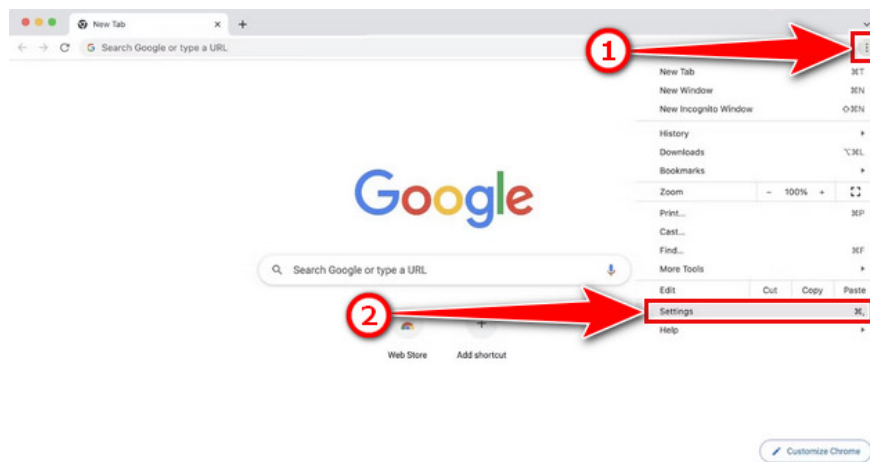 New Tab
Search Google or type a URL
1
New Tab ⌘T
New Window ⌘N
New Incognito Window ⇧⌘N
History
Downloads ⌥⌘L
Bookmarks
Zoom - 100% +
Print... ⌘P
Cast...
Find... ⌘F
More Tools
Edit Cut Copy Paste
Settings ⌘,
Help
Google
Search Google or type a URL
2
Web Store Add shortcut
Customize Chrome